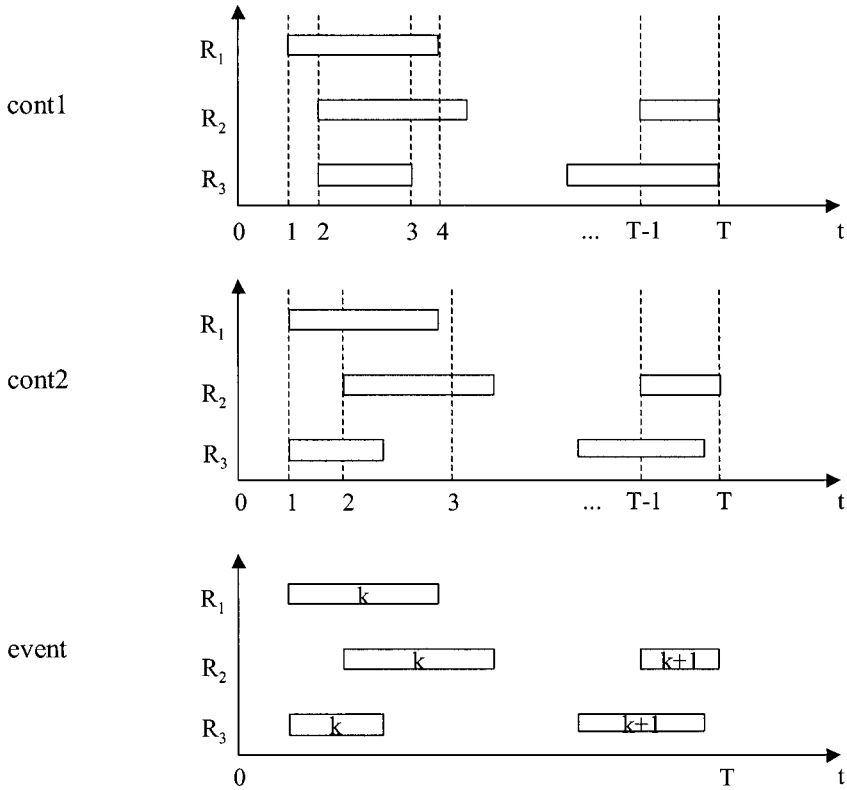 R₁
cont1
R₂
R₃
0 1 2 3 4 ... T-1 T t
R₁
cont2
R₂
R₃
0 1 2 3 ... T-1 T t
R₁ k
event
R₂ k k+1
R₃ k k+1
0 T t